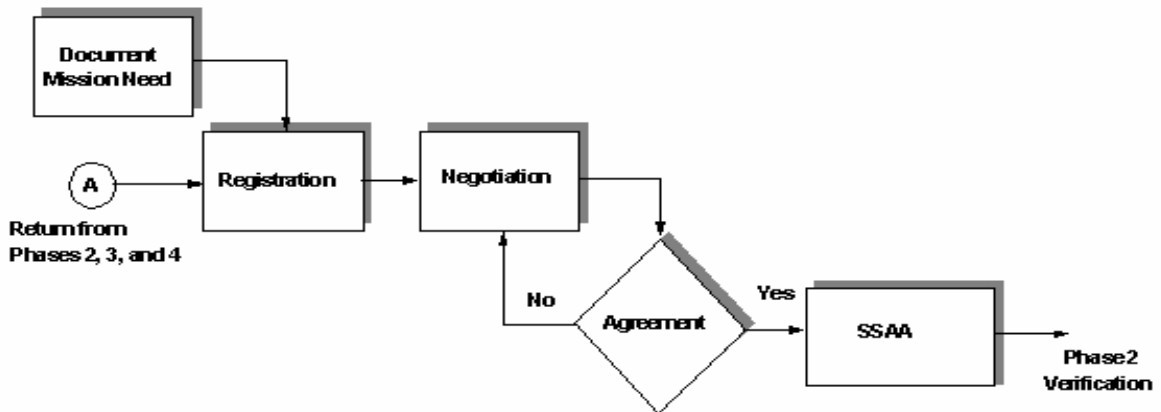 Document
Mission Need
A
Registration
Negotiation
Return from
Phases 2, 3, and 4
No
Yes
Agreement
SSAA
Phase 2
Verification